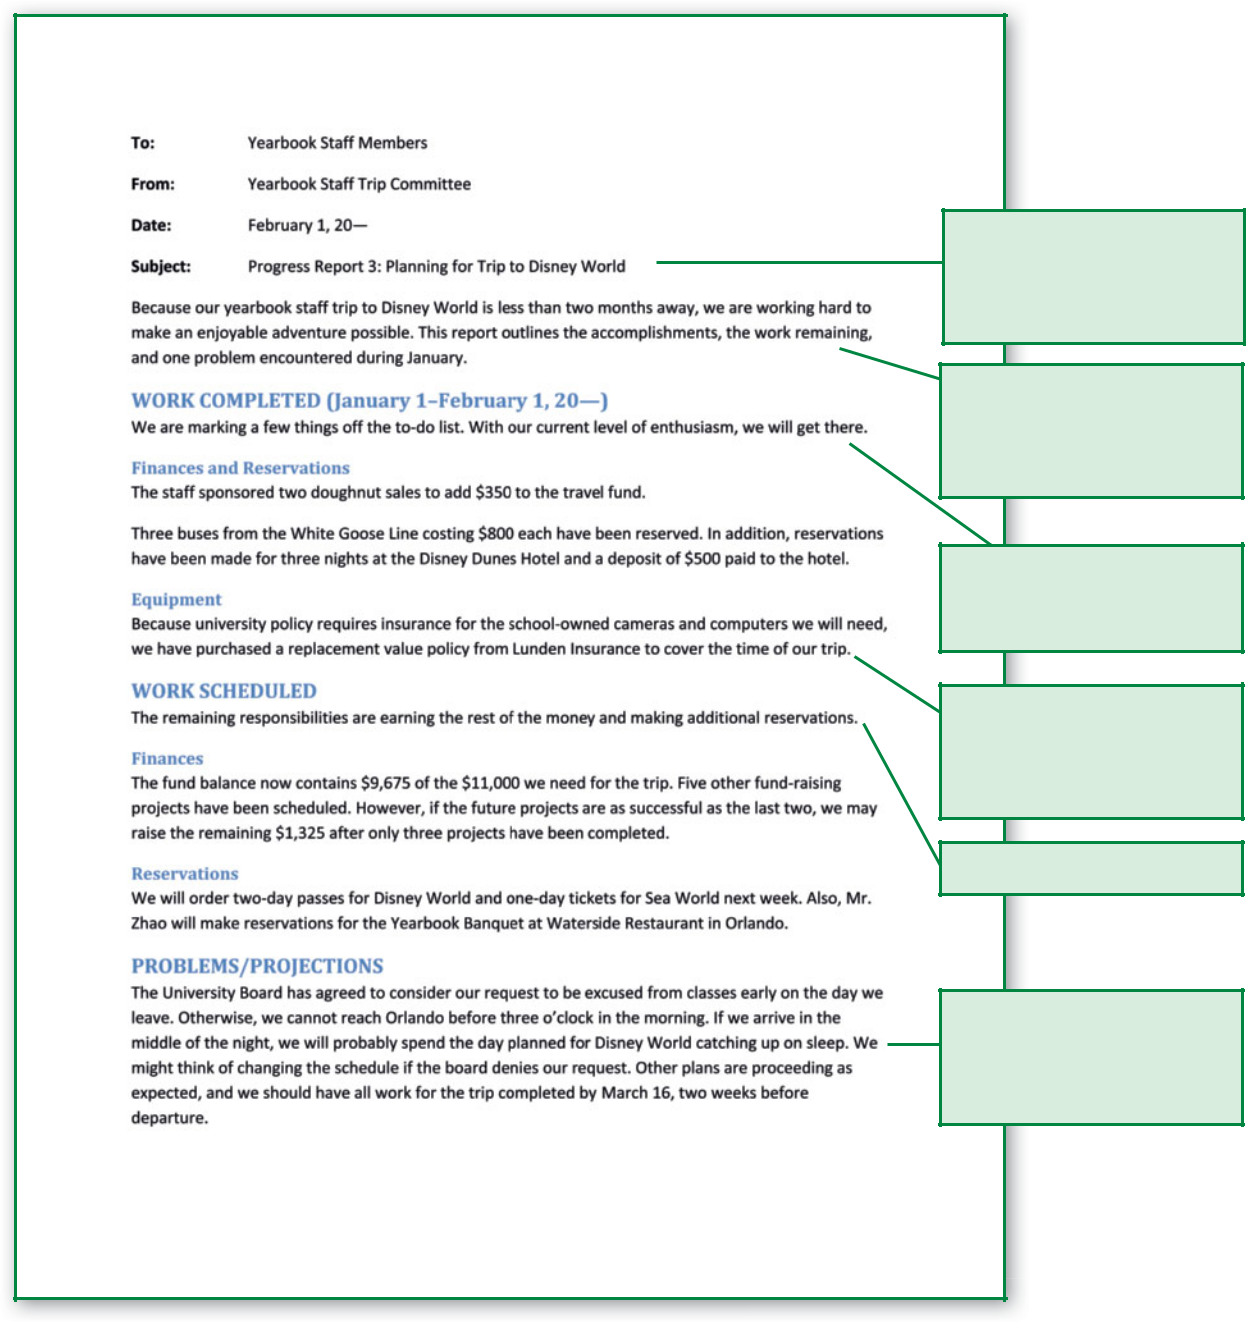 To: Yearbook Staff Members
From: Yearbook Staff Trip Committee
Date: February 1, 20—
Subject: Progress Report 3: Planning for Trip to Disney World
Because our yearbook staff trip to Disney World is less than two months away, we are working hard to
make an enjoyable adventure possible. This report outlines the accomplishments, the work remaining,
and one problem encountered during January.
WORK COMPLETED (January 1–February 1, 20—)
We are marking a few things off the to-do list. With our current level of enthusiasm, we will get there.
Finances and Reservations
The staff sponsored two doughnut sales to add $350 to the travel fund.
Three buses from the White Goose Line costing $800 each have been reserved. In addition, reservations
have been made for three nights at the Disney Dunes Hotel and a deposit of $500 paid to the hotel.
Equipment
Because university policy requires insurance for the school-owned cameras and computers we will need,
we have purchased a replacement value policy from Lunden Insurance to cover the time of our trip.
WORK SCHEDULED
The remaining responsibilities are earning the rest of the money and making additional reservations.
Finances
The fund balance now contains $9,675 of the $11,000 we need for the trip. Five other fund-raising
projects have been scheduled. However, if the future projects are as successful as the last two, we may
raise the remaining $1,325 after only three projects have been completed.
Reservations
We will order two-day passes for Disney World and one-day tickets for Sea World next week. Also, Mr.
Zhao will make reservations for the Yearbook Banquet at Waterside Restaurant in Orlando.
PROBLEMS/PROJECTIONS
The University Board has agreed to consider our request to be excused from classes early on the day we
leave. Otherwise, we cannot reach Orlando before three o’clock in the morning. If we arrive in the
middle of the night, we will probably spend the day planned for Disney World catching up on sleep. We
might think of changing the schedule if the board denies our request. Other plans are proceeding as
expected, and we should have all work for the trip completed by March 16, two weeks before
departure.